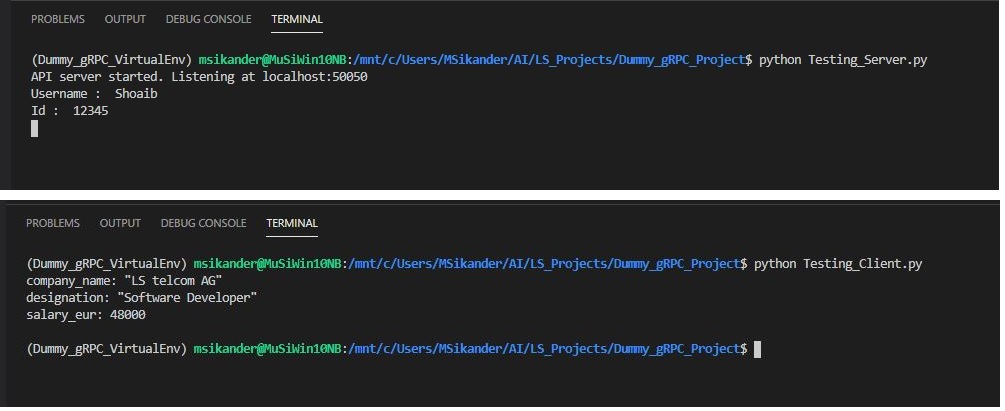 PROBLEMS OUTPUT DEBUG CONSOLE TERMINAL
(Dummy_gRPC_VirtualEnv) msikander@MuSiWin10NB:/mnt/c/Users/MSikander/AI/LS_Projects/Dummy_gRPC_Project$ python Testing_Server.py
API server started. Listening at localhost:50050
Username :  Shoaib
Id :  12345
PROBLEMS OUTPUT DEBUG CONSOLE TERMINAL
(Dummy_gRPC_VirtualEnv) msikander@MuSiWin10NB:/mnt/c/Users/MSikander/AI/LS_Projects/Dummy_gRPC_Project$ python Testing_Client.py
company_name: "LS telcom AG"
designation: "Software Developer"
salary_eur: 48000
(Dummy_gRPC_VirtualEnv) msikander@MuSiWin10NB:/mnt/c/Users/MSikander/AI/LS_Projects/Dummy_gRPC_Project$